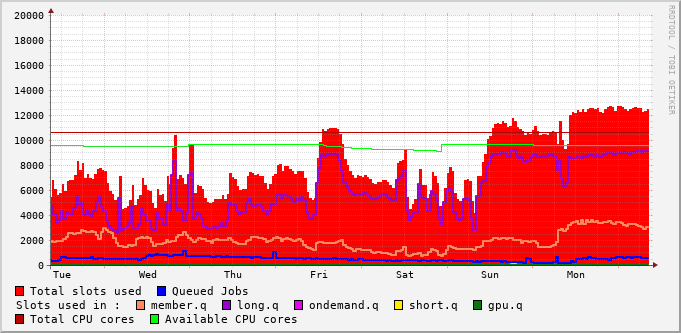 RRDTOOL / TOBI OETIKER
20000
18000
16000
14000
12000
10000
8000
6000
4000
2000
0
Tue Wed Thu Fri Sat Sun Mon
Total slots used Queued Jobs
Slots used in : member.q long.q ondemand.q short.q gpu.q
Total CPU cores Available CPU cores